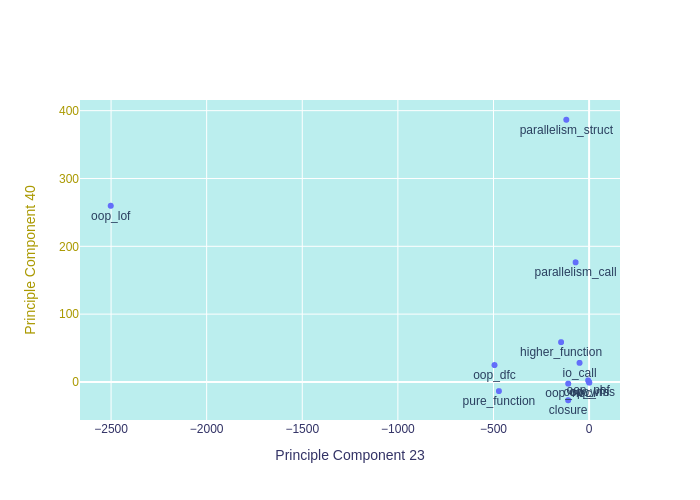 400
parallelism_struct
300
oop_lof
200
parallelism_call
100
higher_function
io_call
oop_dfc
0
pure_function
closure
−2500
−2000
−1500
−1000
−500
0
Principle Component 23
Principle Component 40